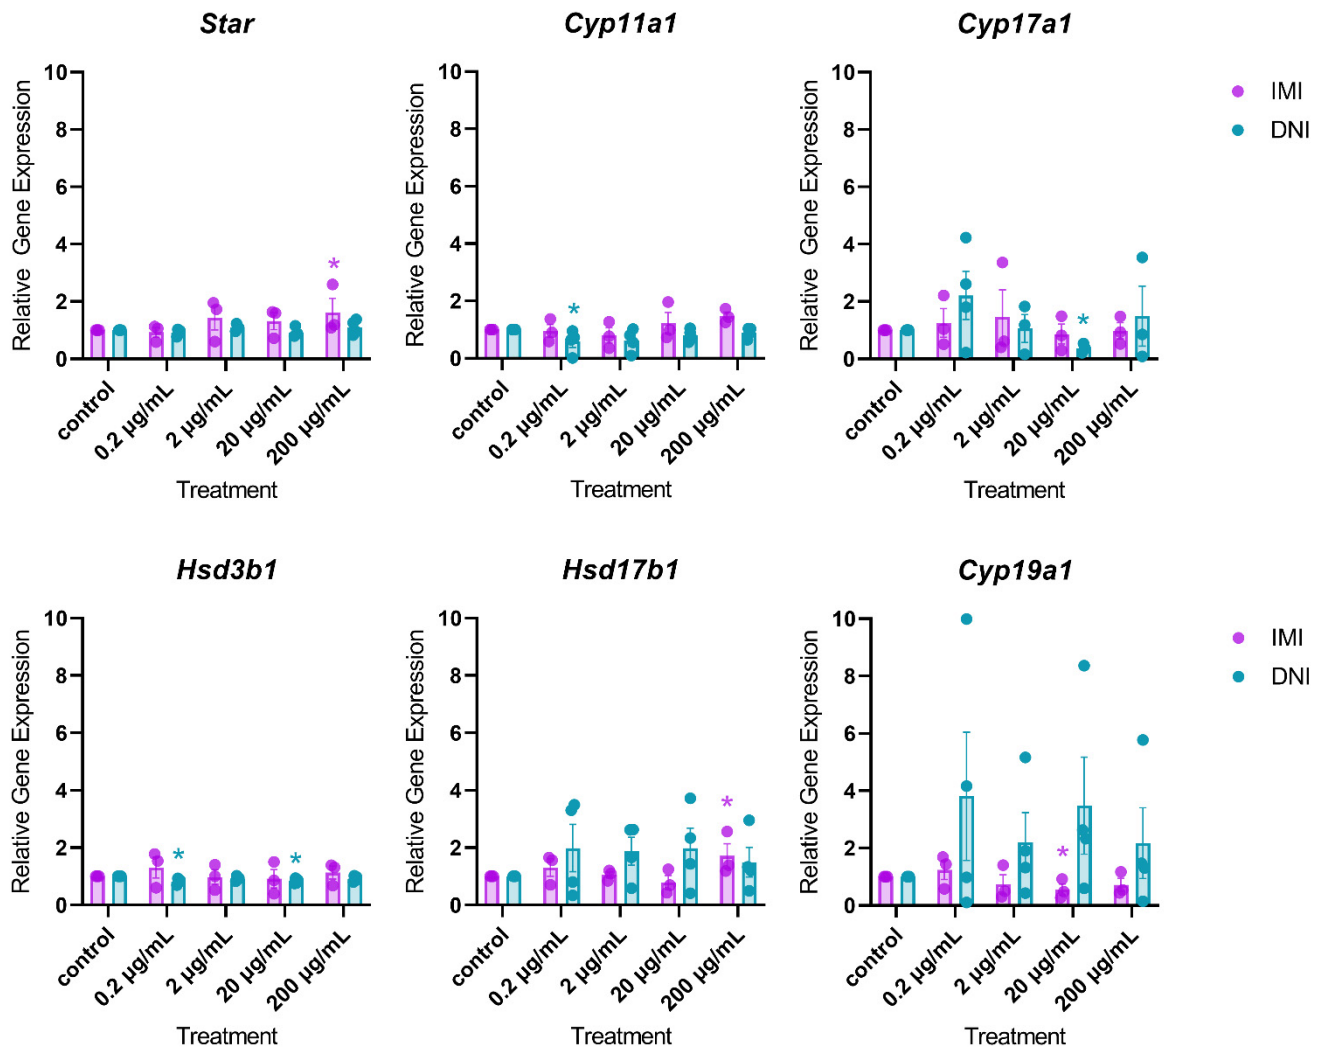 Star
Cyp11a1
Cyp17a1
Relative Gene Expression
10
8
6
4
2
0
*
control
0.2 µg/mL
2 µg/mL
20 µg/mL
200 µg/mL
Treatment
Relative Gene Expression
10
8
6
4
2
0
*
control
0.2 µg/mL
2 µg/mL
20 µg/mL
200 µg/mL
Treatment
Relative Gene Expression
10
8
6
4
2
0
*
control
0.2 µg/mL
2 µg/mL
20 µg/mL
200 µg/mL
Treatment
IMI
DNI
Hsd3b1
Hsd17b1
Cyp19a1
Relative Gene Expression
10
8
6
4
2
0
*
*
control
0.2 µg/mL
2 µg/mL
20 µg/mL
200 µg/mL
Treatment
Relative Gene Expression
10
8
6
4
2
0
*
control
0.2 µg/mL
2 µg/mL
20 µg/mL
200 µg/mL
Treatment
Relative Gene Expression
10
8
6
4
2
0
*
control
0.2 µg/mL
2 µg/mL
20 µg/mL
200 µg/mL
Treatment
IMI
DNI